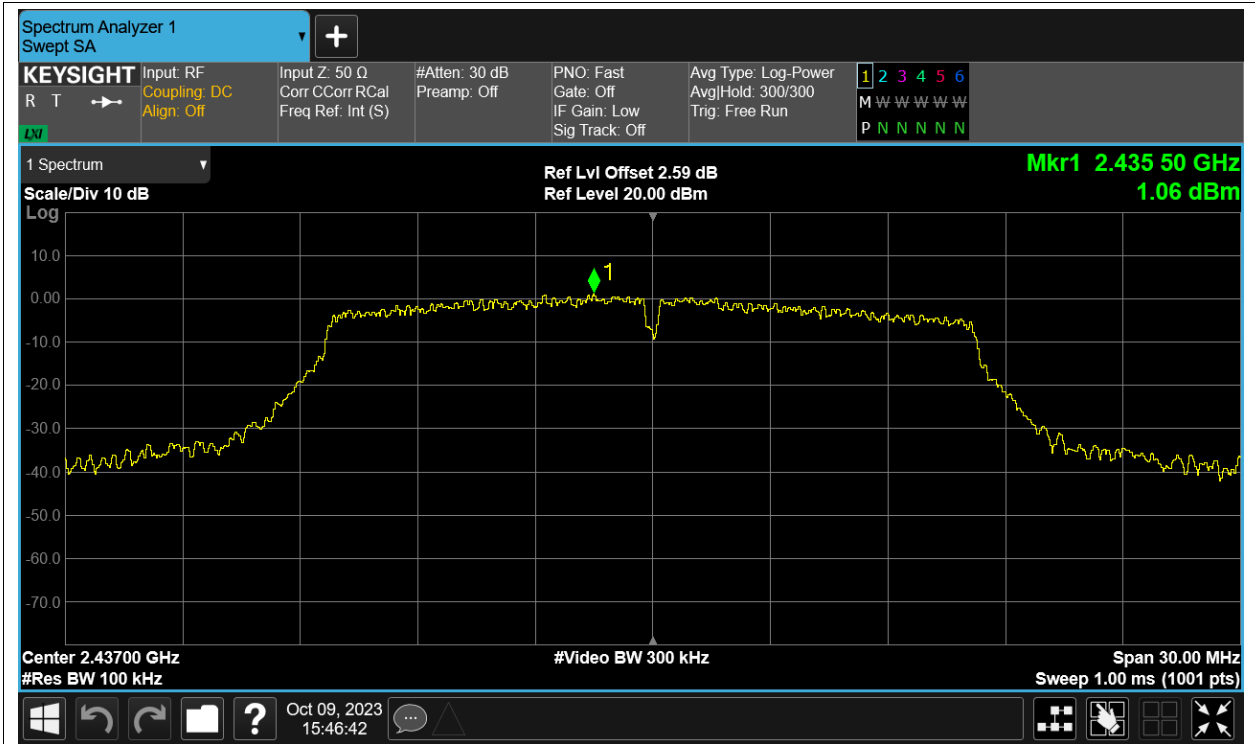 Spectrum Analyzer 1
Swept SA
KEYSIGHT
R T
LXI
Input: RF
Coupling: DC
Align: Off
Input Z: 50 Ω
Corr CCorr RCal
Freq Ref: Int (S)
#Atten: 30 dB
Preamp: Off
PNO: Fast
Gate: Off
IF Gain: Low
Sig Track: Off
Avg Type: Log-Power
Avg|Hold: 300/300
Trig: Free Run
1 2 3 4 5 6
M W W W W W
P N N N N N
1 Spectrum
Scale/Div 10 dB
Log
Ref Lvl Offset 2.59 dB
Ref Level 20.00 dBm
Mkr1 2.435 50 GHz
1.06 dBm
10.0
0.00
-10.0
-20.0
-30.0
-40.0
-50.0
-60.0
-70.0
1
Center 2.43700 GHz
#Res BW 100 kHz
#Video BW 300 kHz
Span 30.00 MHz
Sweep 1.00 ms (1001 pts)
?
Oct 09, 2023
15:46:42